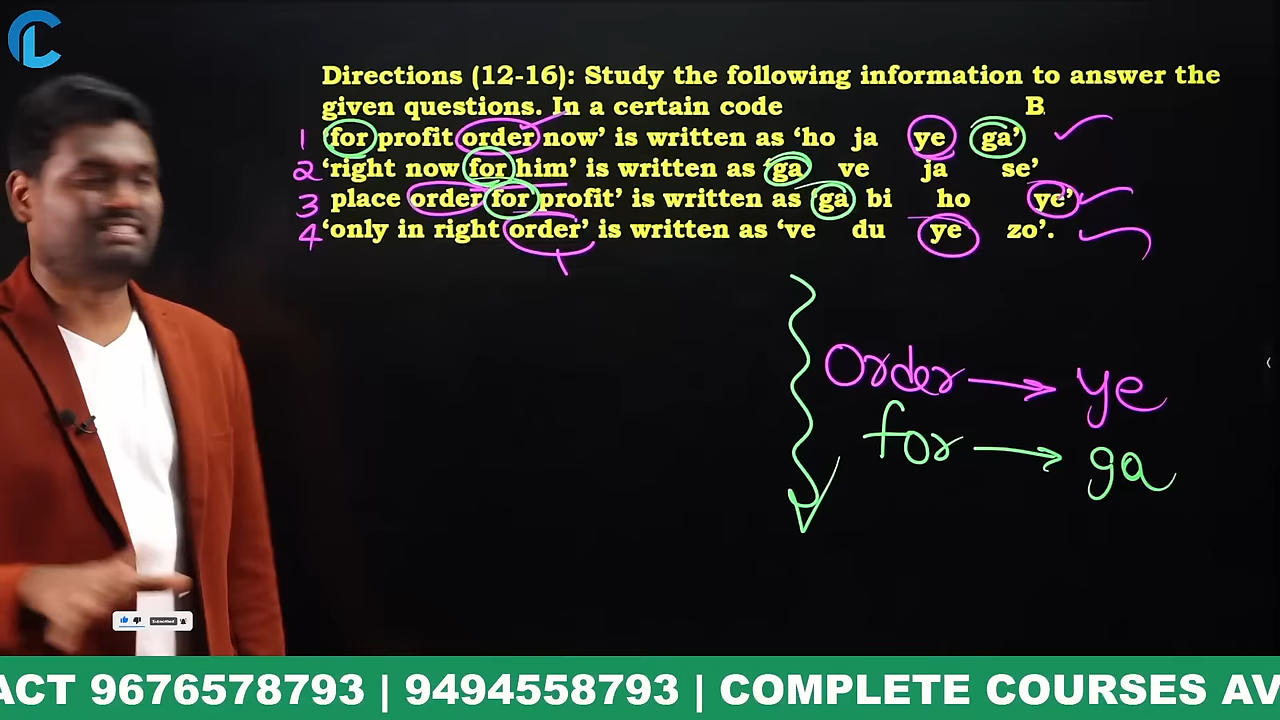 Directions (12-16): Study the following information to answer the
given questions. In a certain code B
1 'for profit order now' is written as 'ho ja ye ga'
2 'right now for him' is written as 'ga ve ja se'
3 place order for profit' is written as 'ga bi ho ye'
4 'only in right order' is written as 've du ye zo'.
Order → ye
for → ga
Subscribed
ACT 9676578793 | 9494558793 | COMPLETE COURSES AV